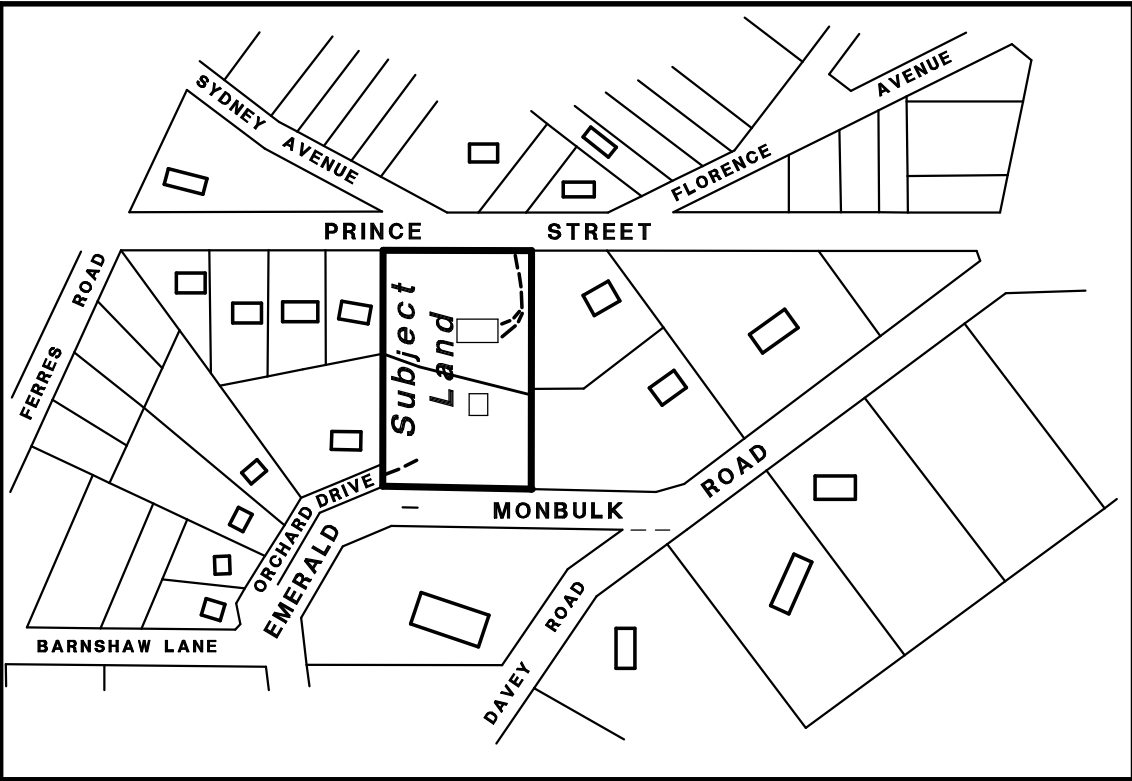 SYDNEY AVENUE
FLORENCE AVENUE
PRINCE STREET
FERRES ROAD
Subject
Land
ORCHARD DRIVE
EMERALD MONBULK ROAD
BARNSHAW LANE
DAVEY ROAD